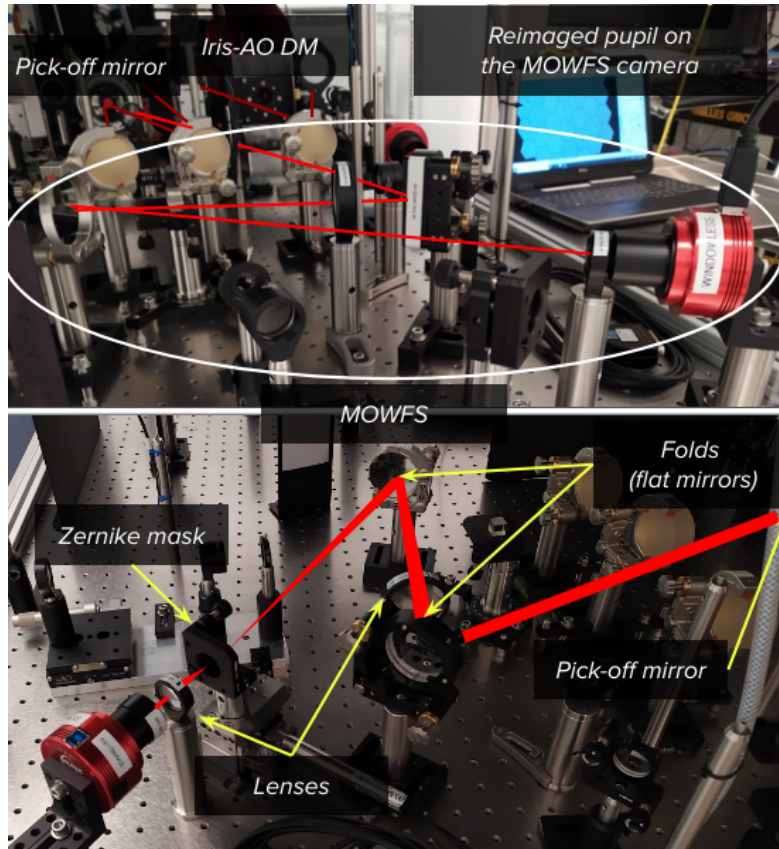 Iris-AO DM
Pick-off mirror
Reimaged pupil on
the MOWFS camera
WINDOW LESS
MOWFS
Folds
(flat mirrors)
Zernike mask
Pick-off mirror
Lenses